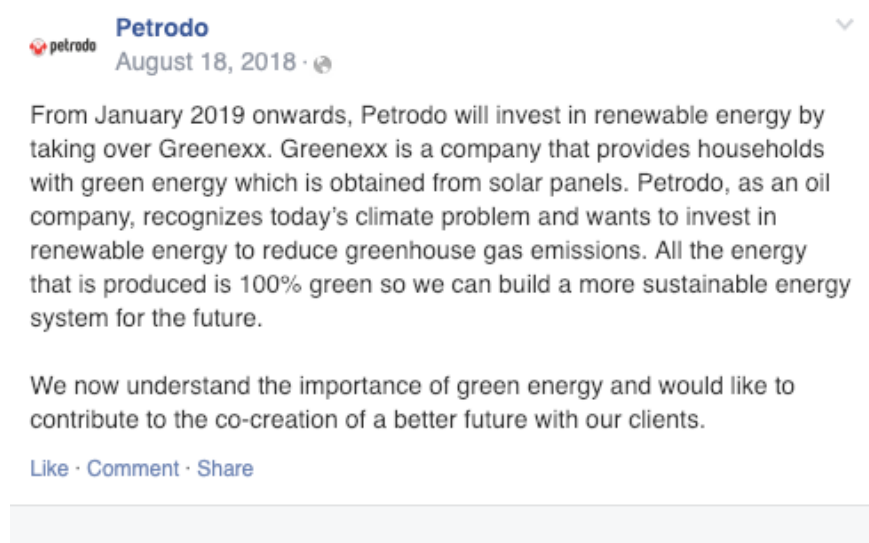 Petrodo
petrodo
August 18, 2018 ·
From January 2019 onwards, Petrodo will invest in renewable energy by
taking over Greenexx. Greenexx is a company that provides households
with green energy which is obtained from solar panels. Petrodo, as an oil
company, recognizes today's climate problem and wants to invest in
renewable energy to reduce greenhouse gas emissions. All the energy
that is produced is 100% green so we can build a more sustainable energy
system for the future.
We now understand the importance of green energy and would like to
contribute to the co-creation of a better future with our clients.
Like · Comment · Share